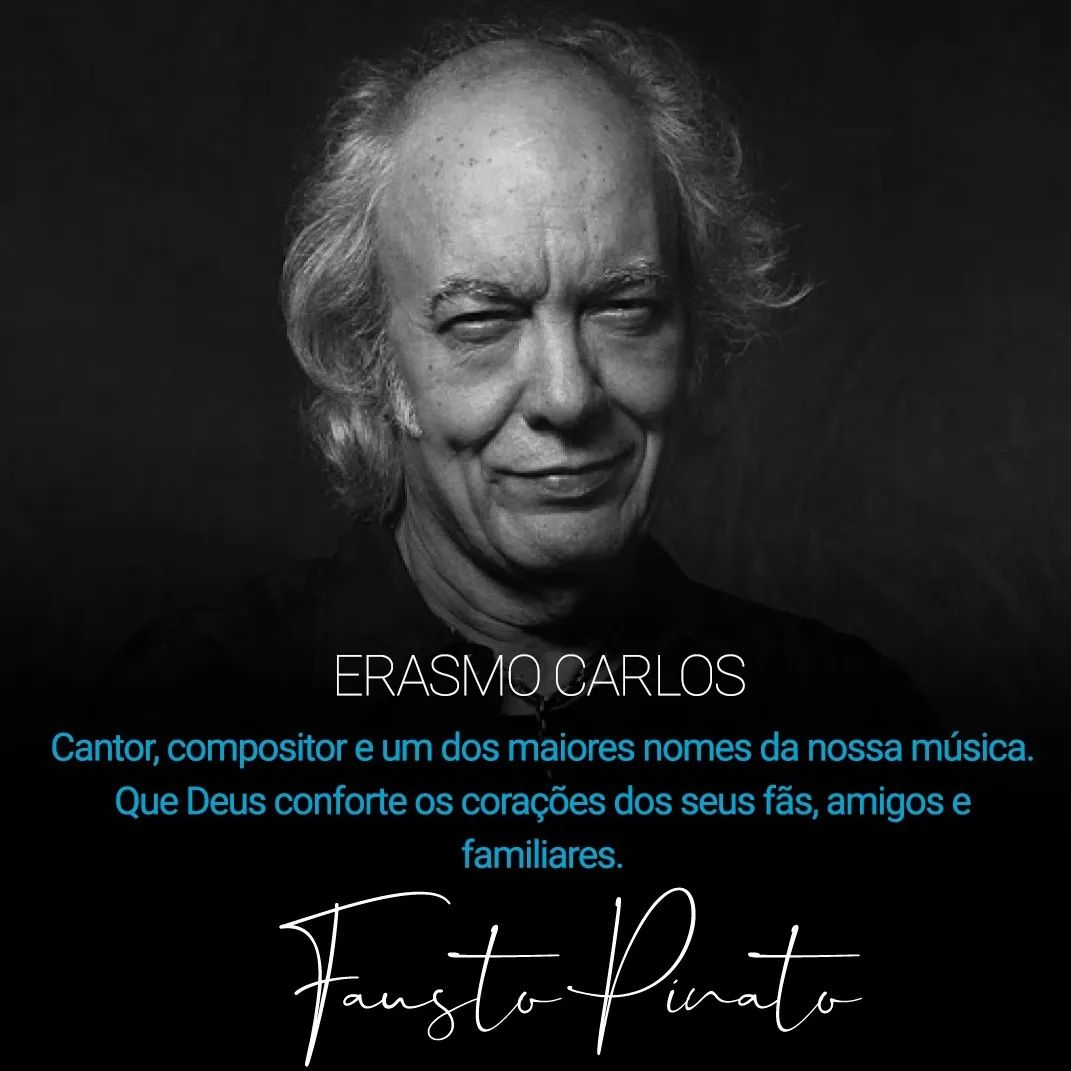 ERASMO CARLOS
Cantor, compositor e um dos maiores nomes da nossa música.
Que Deus conforte os corações dos seus fãs, amigos e
familiares.
Fausto Pinato